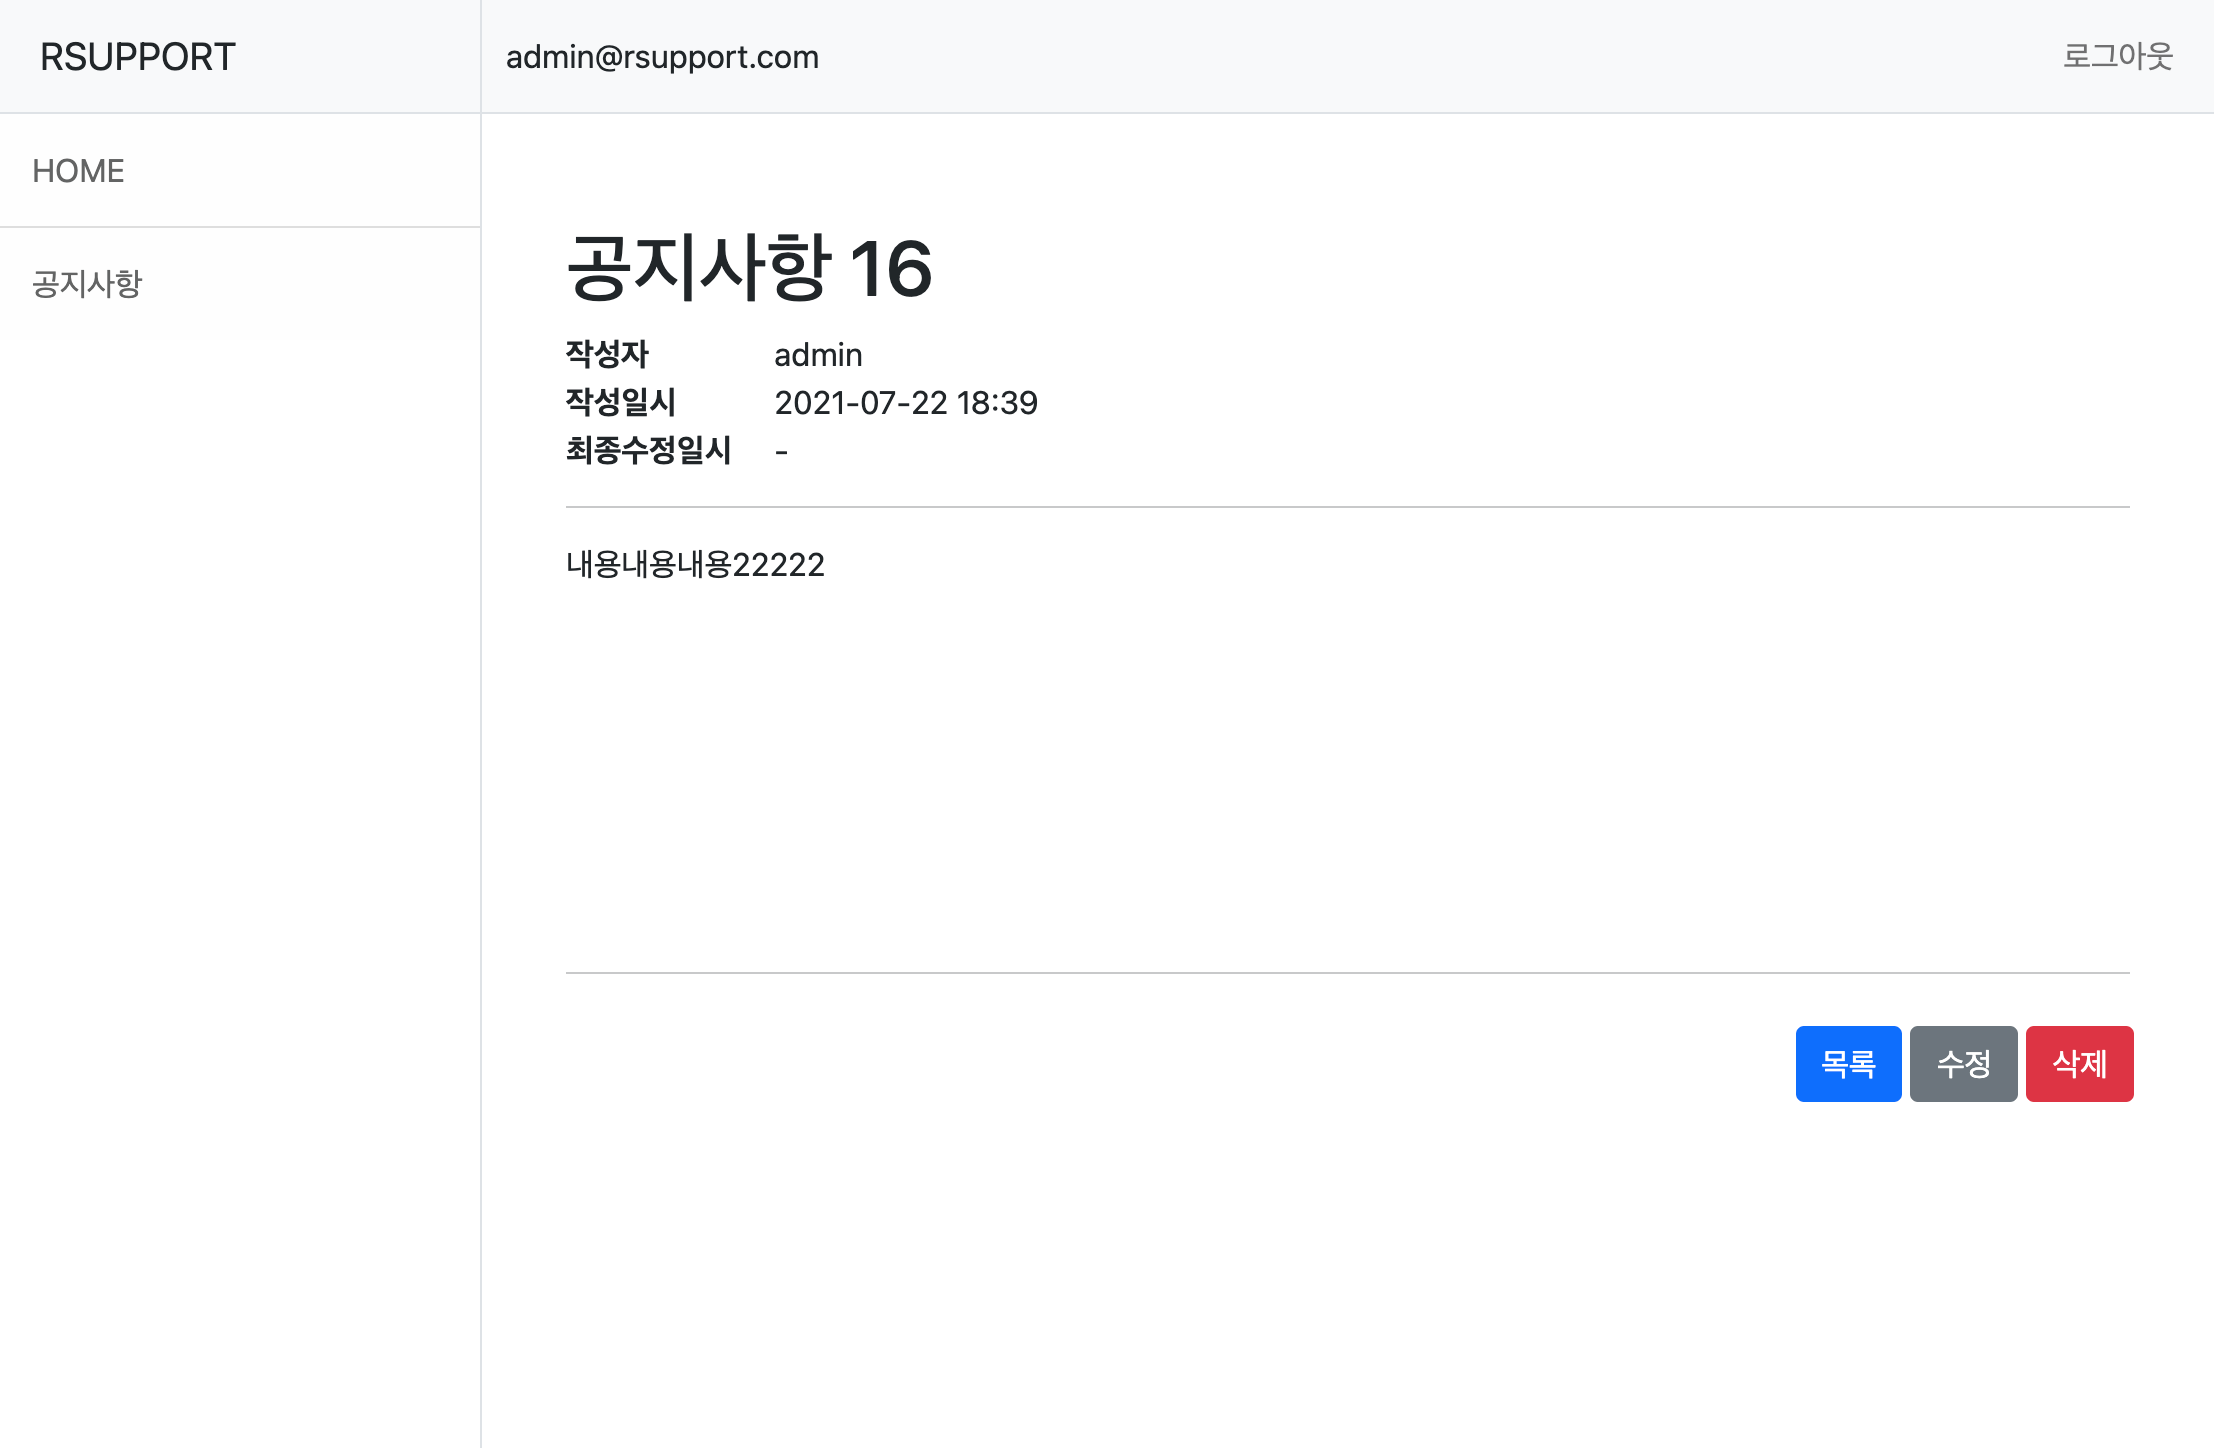 RSUPPORT
admin@rsupport.com
로그아웃
HOME
공지사항
공지사항 16
작성자 admin
작성일시 2021-07-22 18:39
최종수정일시 -
내용내용내용22222
목록 수정 삭제